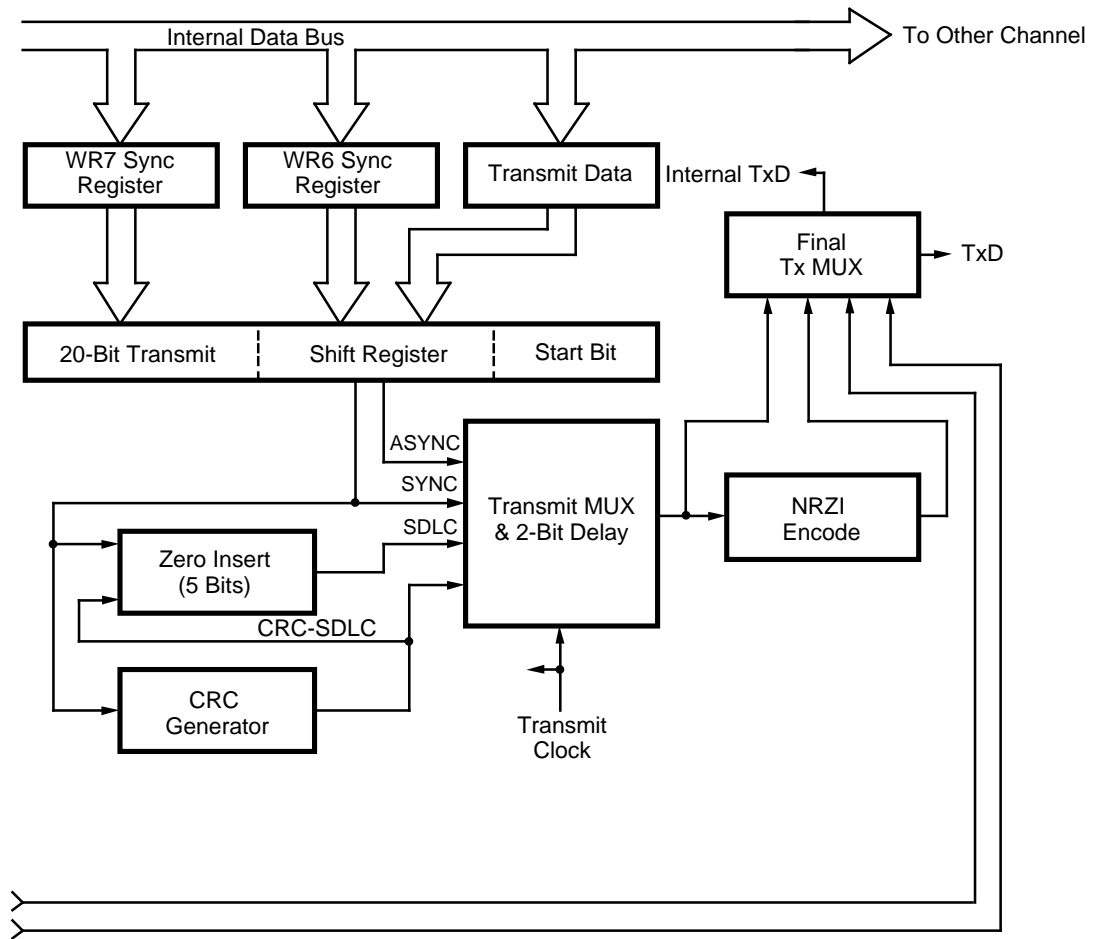 Internal Data Bus
To Other Channel
WR7 Sync
Register
WR6 Sync
Register
Transmit Data
Internal TxD
Final
Tx MUX
TxD
20-Bit Transmit
Shift Register
Start Bit
ASYNC
SYNC
SDLC
Transmit MUX
& 2-Bit Delay
NRZI
Encode
Zero Insert
(5 Bits)
CRC-SDLC
CRC
Generator
Transmit
Clock